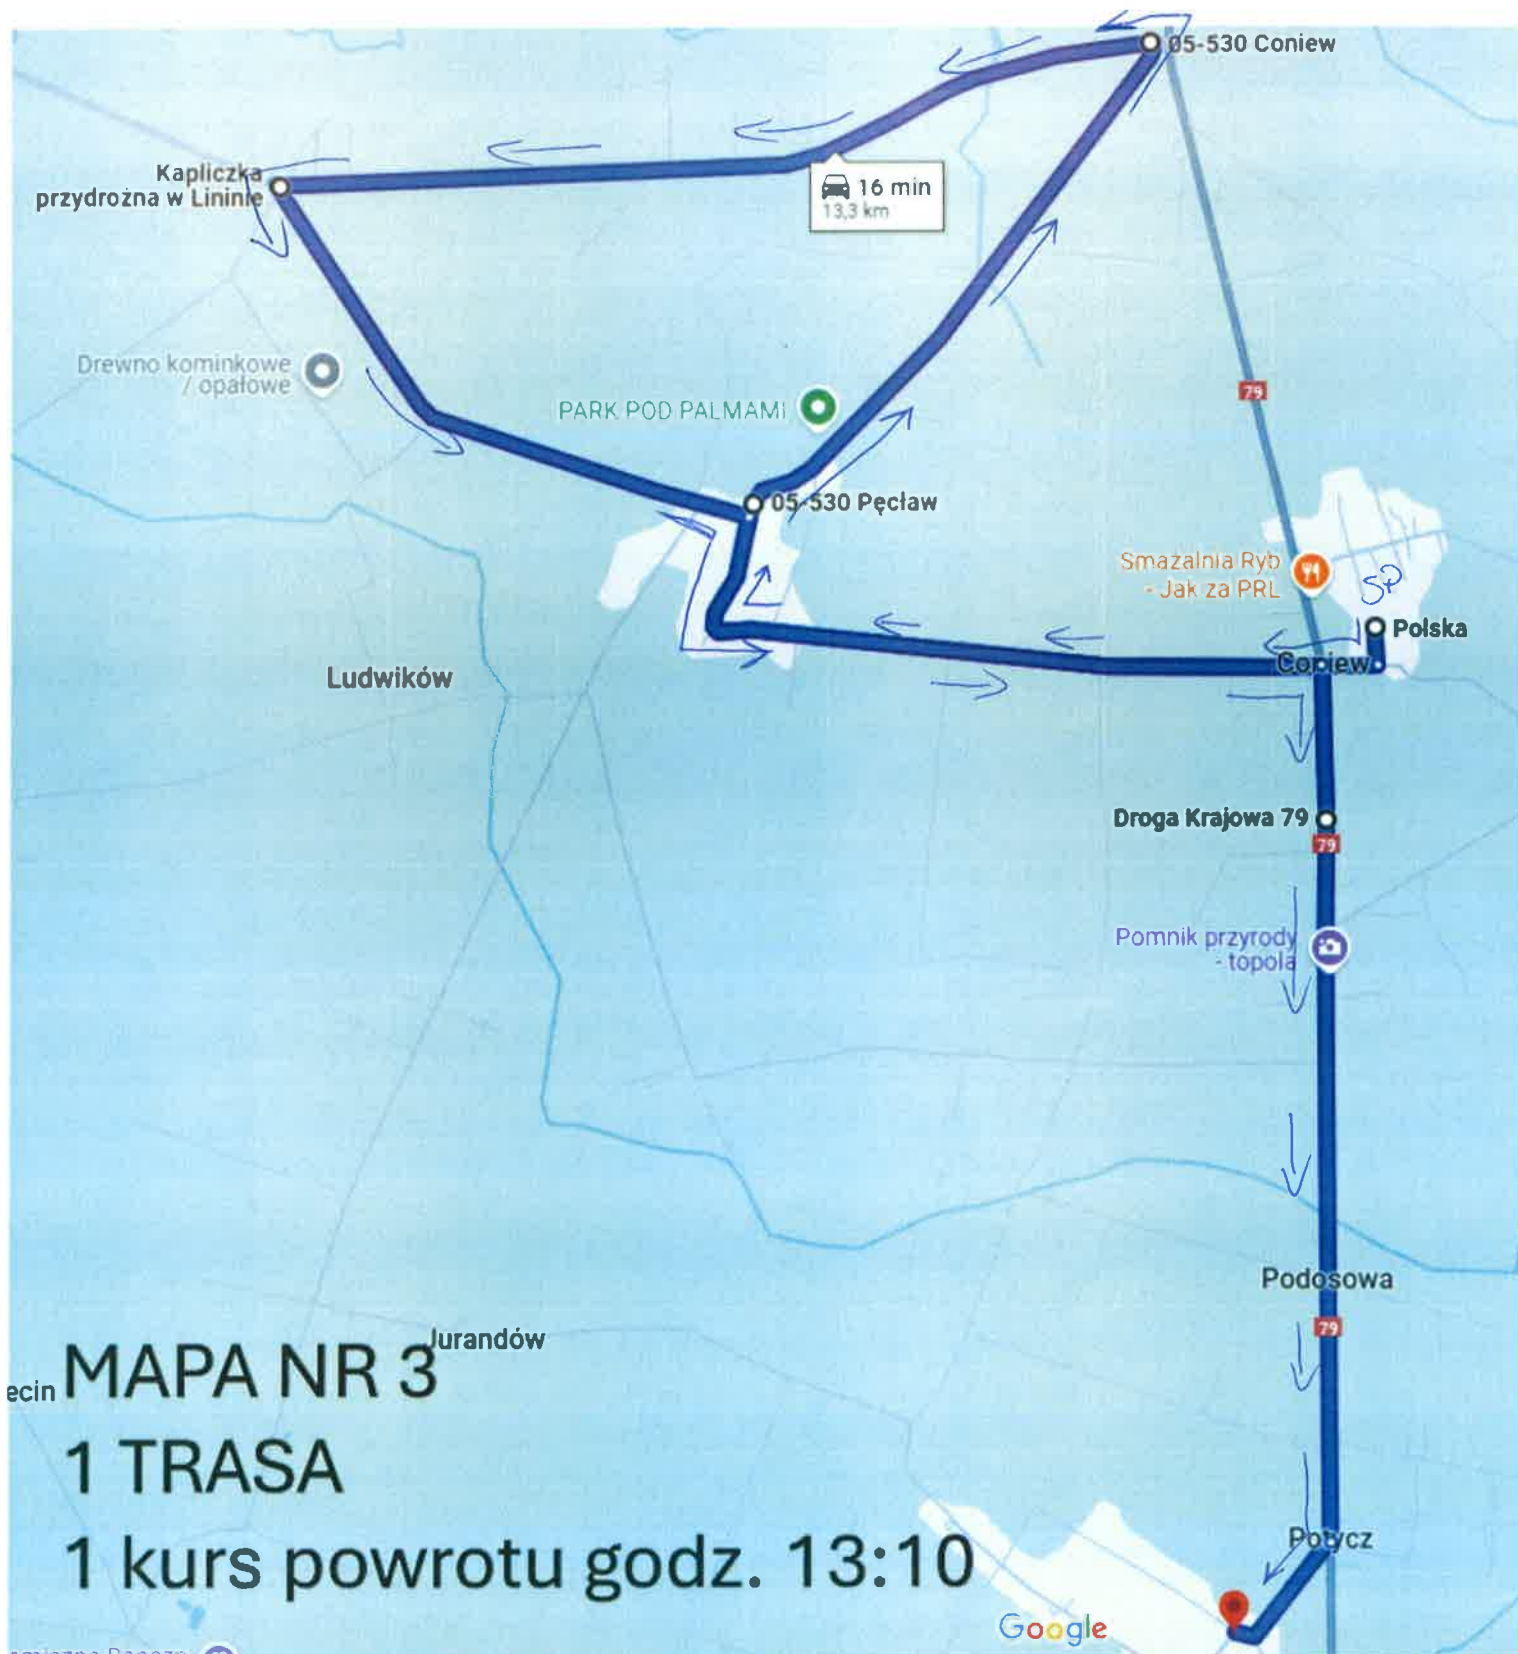 05-530 Coniew
Kapliczka
przydrożna w Lininie
16 min
13,3 km
Drewno kominkowe
/ opałowe
79
PARK POD PALMAMI
05-530 Pęcław
Smażalnia Ryb
- Jak za PRL
SP
Polska
Coniew
Ludwików
Droga Krajowa 79
79
Pomnik przyrody
- topola
Podosowa
79
Jurandów
MAPA NR 3
ecin
1 TRASA
Potycz
1 kurs powrotu godz. 13:10
Google